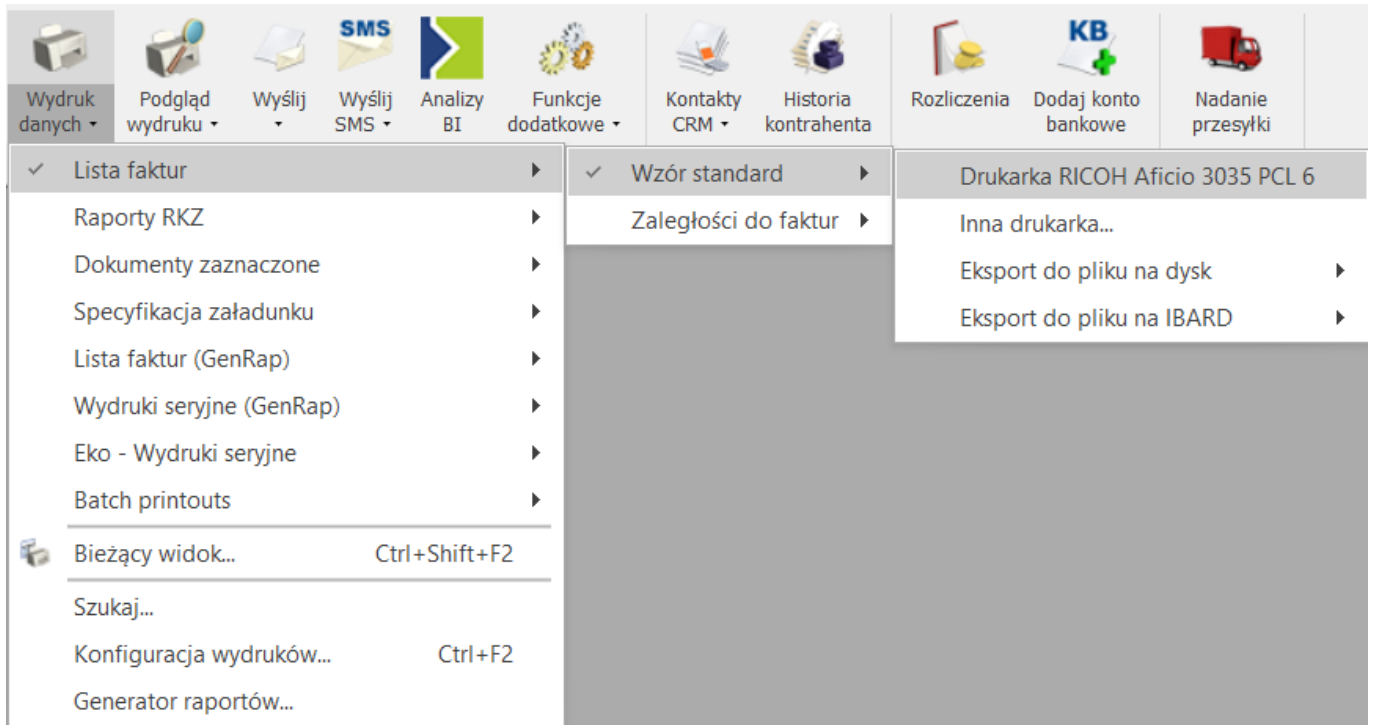 SMS
KB
Wydruk danych
Podgląd wydruku
Wyślij
Wyślij SMS
Analizy BI
Funkcje dodatkowe
Kontakty CRM
Historia kontrahenta
Rozliczenia
Dodaj konto bankowe
Nadanie przesyłki
Lista faktur
Raporty RKZ
Dokumenty zaznaczone
Specyfikacja załadunku
Lista faktur (GenRap)
Wydruki seryjne (GenRap)
Eko - Wydruki seryjne
Batch printouts
Bieżący widok... Ctrl+Shift+F2
Szukaj...
Konfiguracja wydruków... Ctrl+F2
Generator raportów...
Wzór standard
Zaległości do faktur
Drukarka RICOH Aficio 3035 PCL 6
Inna drukarka...
Eksport do pliku na dysk
Eksport do pliku na IBARD